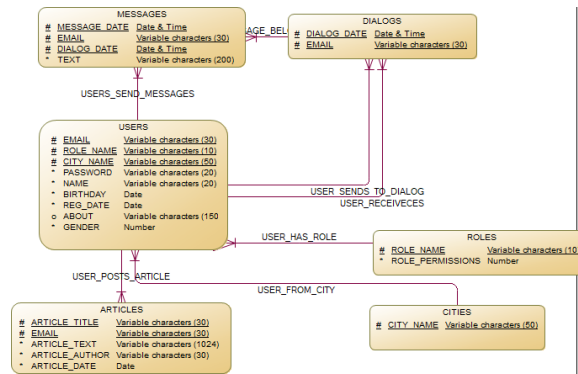 MESSAGES
# MESSAGE_DATE Date & Time
# EMAIL Variable characters (30)
# DIALOG_DATE Date & Time
* TEXT Variable characters (200)
AGE_BELO
DIALOGS
# DIALOG_DATE Date & Time
# EMAIL Variable characters (30)
USERS_SEND_MESSAGES
USERS
# EMAIL Variable characters (30)
# ROLE_NAME Variable characters (10)
# CITY_NAME Variable characters (50)
* PASSWORD Variable characters (20)
* NAME Variable characters (20)
* BIRTHDAY Date
* REG_DATE Date
o ABOUT Variable characters (150
* GENDER Number
USER_SENDS_TO_DIALOG
USER_RECEIVECES
USER_HAS_ROLE
ROLES
# ROLE_NAME Variable characters (10
* ROLE_PERMISSIONS Number
USER_POSTS_ARTICLE
USER_FROM_CITY
ARTICLES
# ARTICLE_TITLE Variable characters (30)
# EMAIL Variable characters (30)
* ARTICLE_TEXT Variable characters (1024)
* ARTICLE_AUTHOR Variable characters (30)
* ARTICLE_DATE Date
CITIES
# CITY_NAME Variable characters (50)